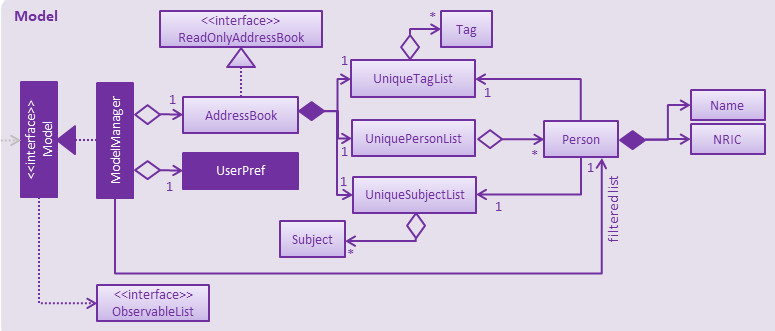 Model
<<interface>>
ReadOnlyAddressBook
*
Tag
<<interface>>
Model
ModelManager
1
AddressBook
1
UniqueTagList
1
Name
UniquePersonList
1
*
Person
1
NRIC
1
UserPref
1
UniqueSubjectList
1
filtered list
Subject
*
<<interface>>
ObservableList